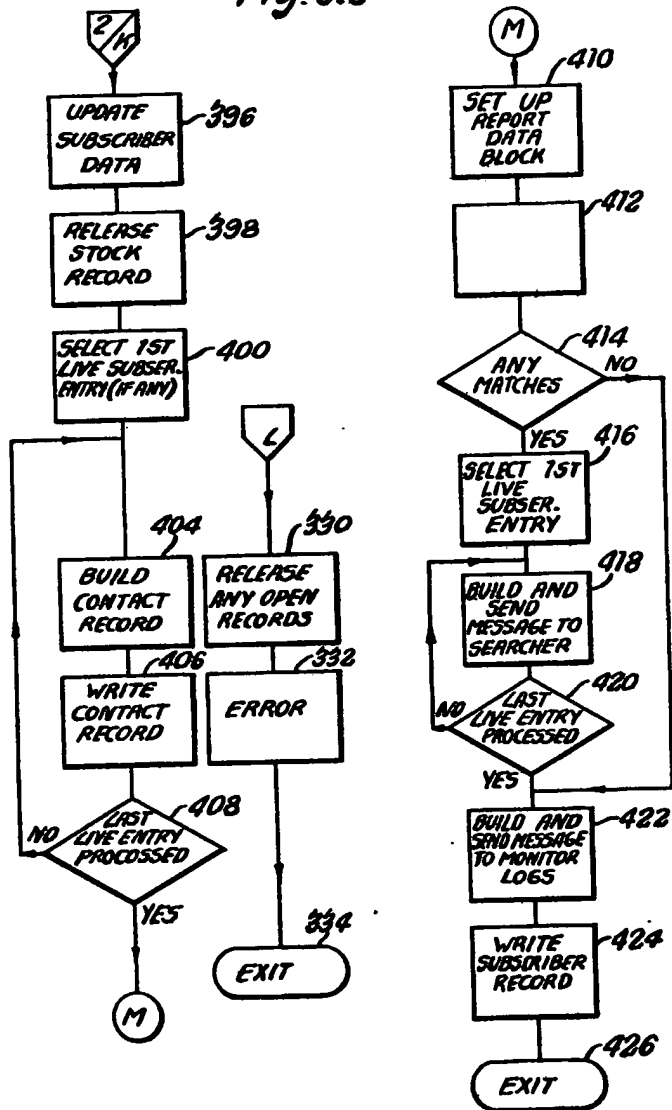 2/K
UPDATE
SUBSCRIBER
DATA
396
RELEASE
STOCK
RECORD
398
SELECT 1ST
LIVE SUBSER.
ENTRY (IF ANY)
400
BUILD
CONTACT
RECORD
404
WRITE
CONTACT
RECORD
406
LAST
LIVE ENTRY
PROCOSSED
408
NO
YES
M
L
RELEASE
ANY OPEN
RECORDS
330
ERROR
332
EXIT
334
M
SET UP
REPORT
DATA
BLOCK
410
412
ANY
MATCHES
414
NO
YES
SELECT 1ST
LIVE
SUBSER.
ENTRY
416
BUILD AND
SEND
MESSAGE TO
SEARCHER
418
LAST
LIVE ENTRY
PROCESSED
420
NO
YES
BUILD AND
SEND MESSAGE
TO MONITOR
LOGS
422
WRITE
SUBSCRIBER
RECORD
424
EXIT
426